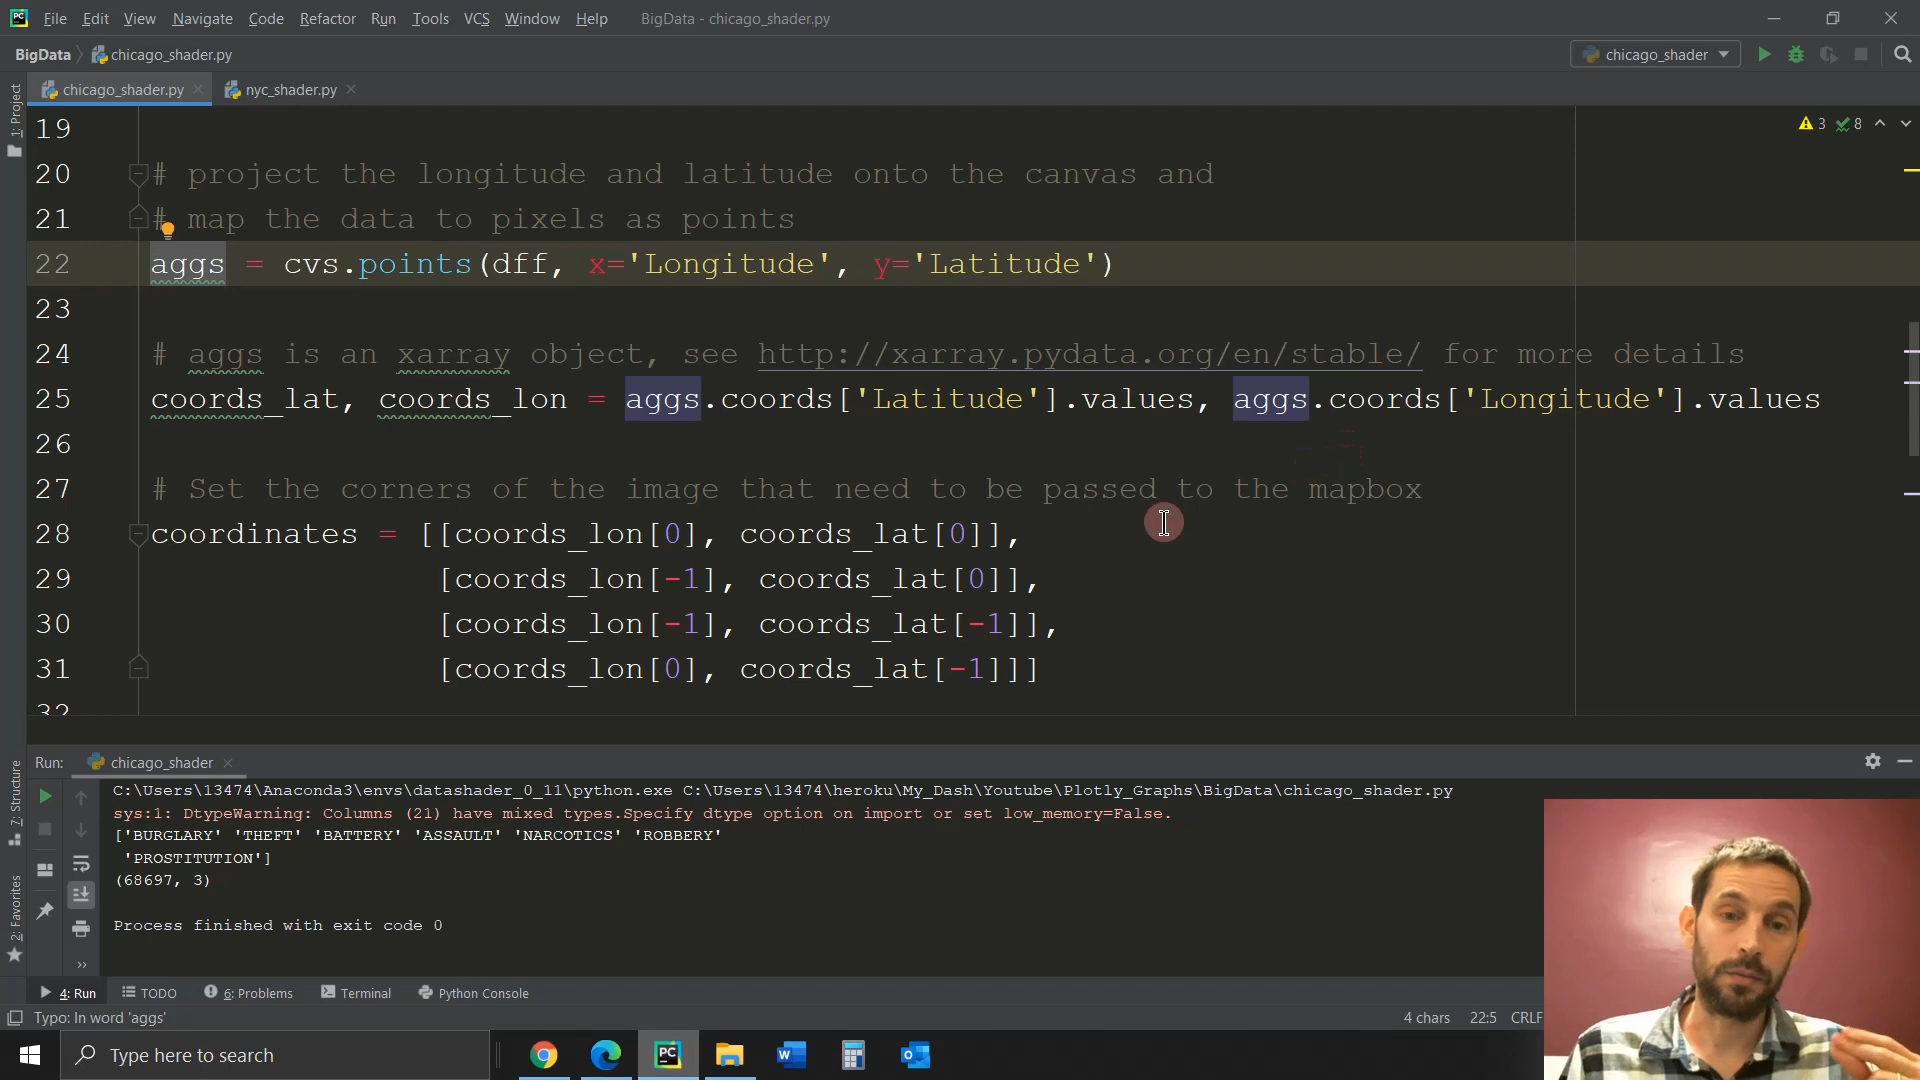 PC File Edit View Navigate Code Refactor Run Tools VCS Window Help BigData - chicago_shader.py
BigData chicago_shader.py chicago_shader
chicago_shader.py nyc_shader.py
1: Project
3 8
19
20 # project the longitude and latitude onto the canvas and
21 # map the data to pixels as points
22 aggs = cvs.points(dff, x='Longitude', y='Latitude')
23
24 # aggs is an xarray object, see http://xarray.pydata.org/en/stable/ for more details
25 coords_lat, coords_lon = aggs.coords['Latitude'].values, aggs.coords['Longitude'].values
26
27 # Set the corners of the image that need to be passed to the mapbox
28 coordinates = [[coords_lon[0], coords_lat[0]],
29 [coords_lon[-1], coords_lat[0]],
30 [coords_lon[-1], coords_lat[-1]],
31 [coords_lon[0], coords_lat[-1]]]
32
Run: chicago_shader
7: Structure
2: Favorites
C:\Users\13474\Anaconda3\envs\datashader_0_11\python.exe C:\Users\13474\heroku\My_Dash\Youtube\Plotly_Graphs\BigData\chicago_shader.py
sys:1: DtypeWarning: Columns (21) have mixed types.Specify dtype option on import or set low_memory=False.
['BURGLARY' 'THEFT' 'BATTERY' 'ASSAULT' 'NARCOTICS' 'ROBBERY'
'PROSTITUTION']
(68697, 3)
Process finished with exit code 0
4: Run TODO 6: Problems Terminal Python Console
Typo: In word 'aggs' 4 chars 22:5 CRLF
Type here to search PC W